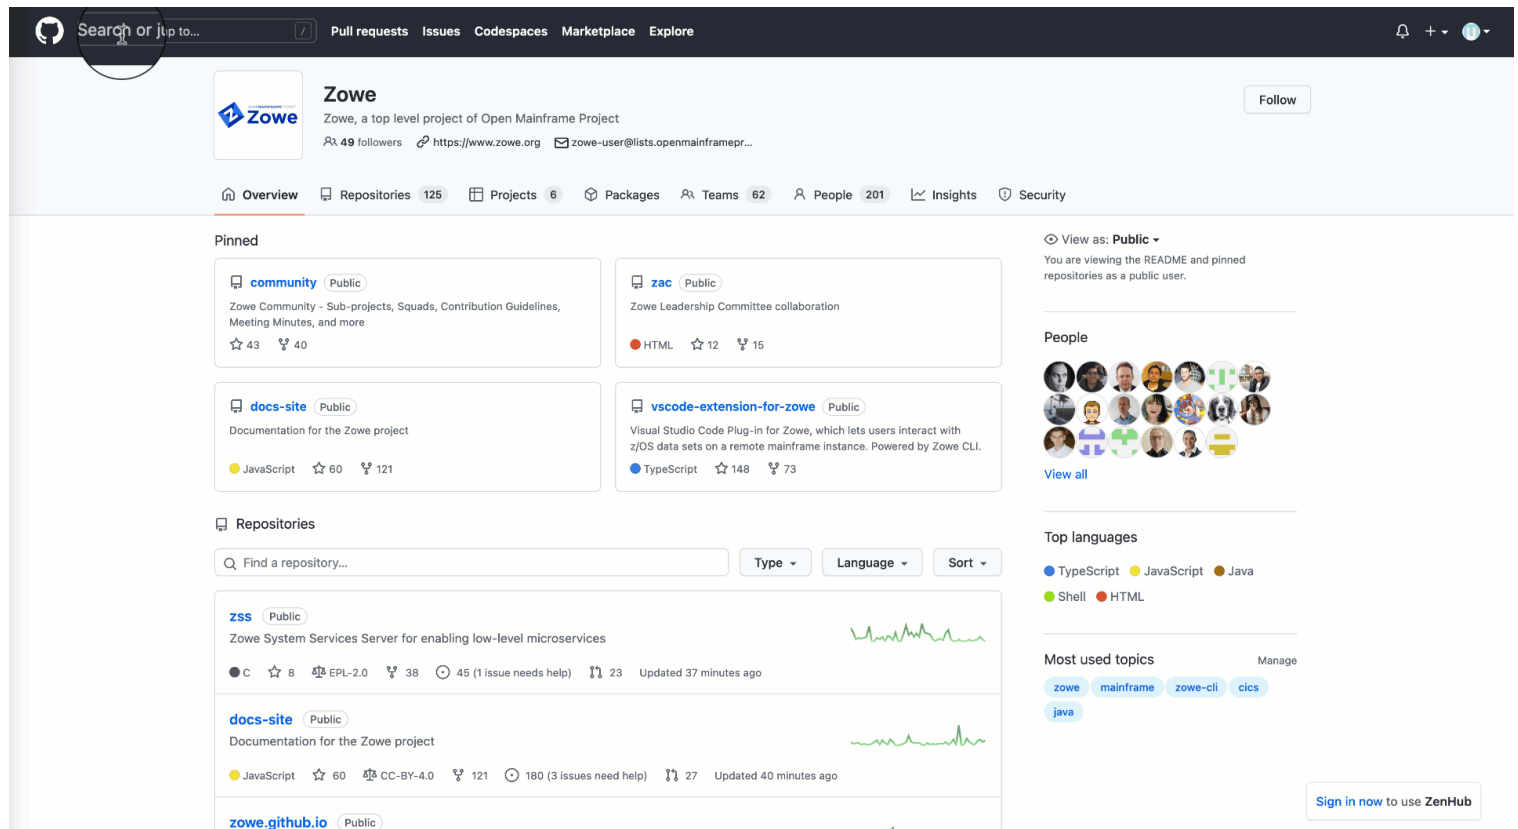 Search or jup to... /
Pull requests Issues Codespaces Marketplace Explore
Zowe
Zowe
Zowe, a top level project of Open Mainframe Project
49 followers https://www.zowe.org zowe-user@lists.openmainframepr...
Follow
Overview Repositories 125 Projects 6 Packages Teams 62 People 201 Insights Security
Pinned
community Public
Zowe Community - Sub-projects, Squads, Contribution Guidelines,
Meeting Minutes, and more
43 40
zac Public
Zowe Leadership Committee collaboration
HTML 12 15
docs-site Public
Documentation for the Zowe project
JavaScript 60 121
vscode-extension-for-zowe Public
Visual Studio Code Plug-in for Zowe, which lets users interact with
z/OS data sets on a remote mainframe instance. Powered by Zowe CLI.
TypeScript 148 73
Repositories
Find a repository...
Type Language Sort
zss Public
Zowe System Services Server for enabling low-level microservices
C 8 EPL-2.0 38 45 (1 issue needs help) 23 Updated 37 minutes ago
docs-site Public
Documentation for the Zowe project
JavaScript 60 CC-BY-4.0 121 180 (3 issues need help) 27 Updated 40 minutes ago
zowe.github.io Public
View as: Public
You are viewing the README and pinned
repositories as a public user.
People
View all
Top languages
TypeScript JavaScript Java
Shell HTML
Most used topics Manage
zowe mainframe zowe-cli cics
java
Sign in now to use ZenHub